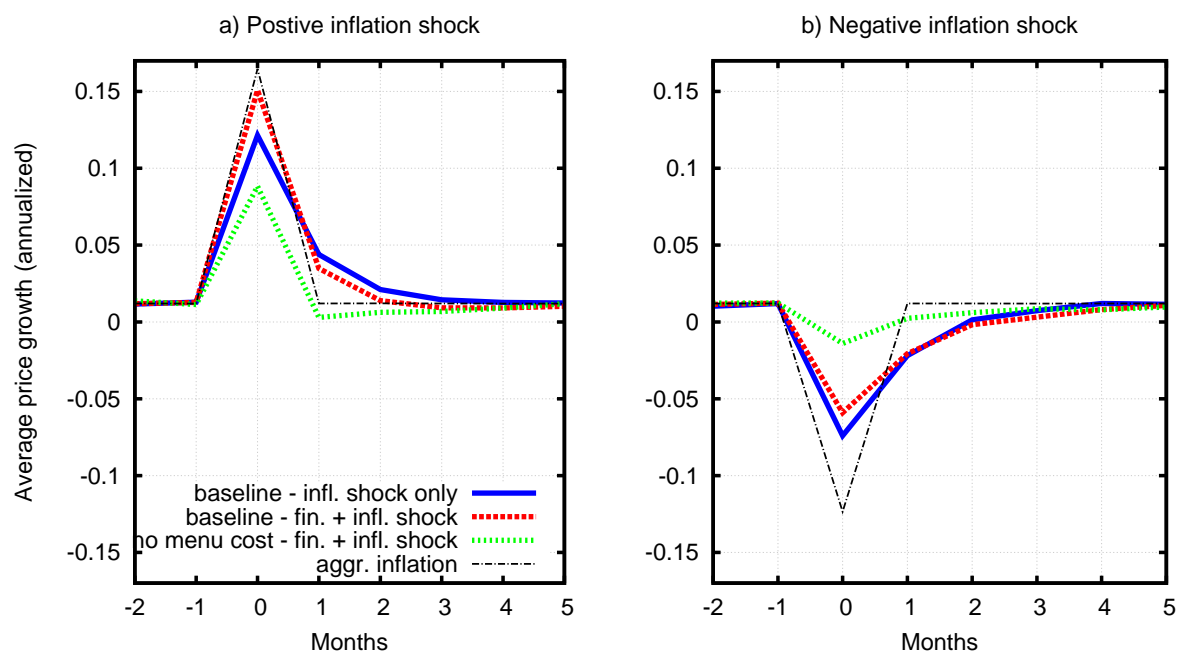 a) Postive inflation shock
b) Negative inflation shock
Average price growth (annualized)
0.15
0.1
0.05
0
-0.05
-0.1
-0.15
-2 -1 0 1 2 3 4 5
Months
baseline - infl. shock only
baseline - fin. + infl. shock
no menu cost - fin. + infl. shock
aggr. inflation
0.15
0.1
0.05
0
-0.05
-0.1
-0.15
-2 -1 0 1 2 3 4 5
Months